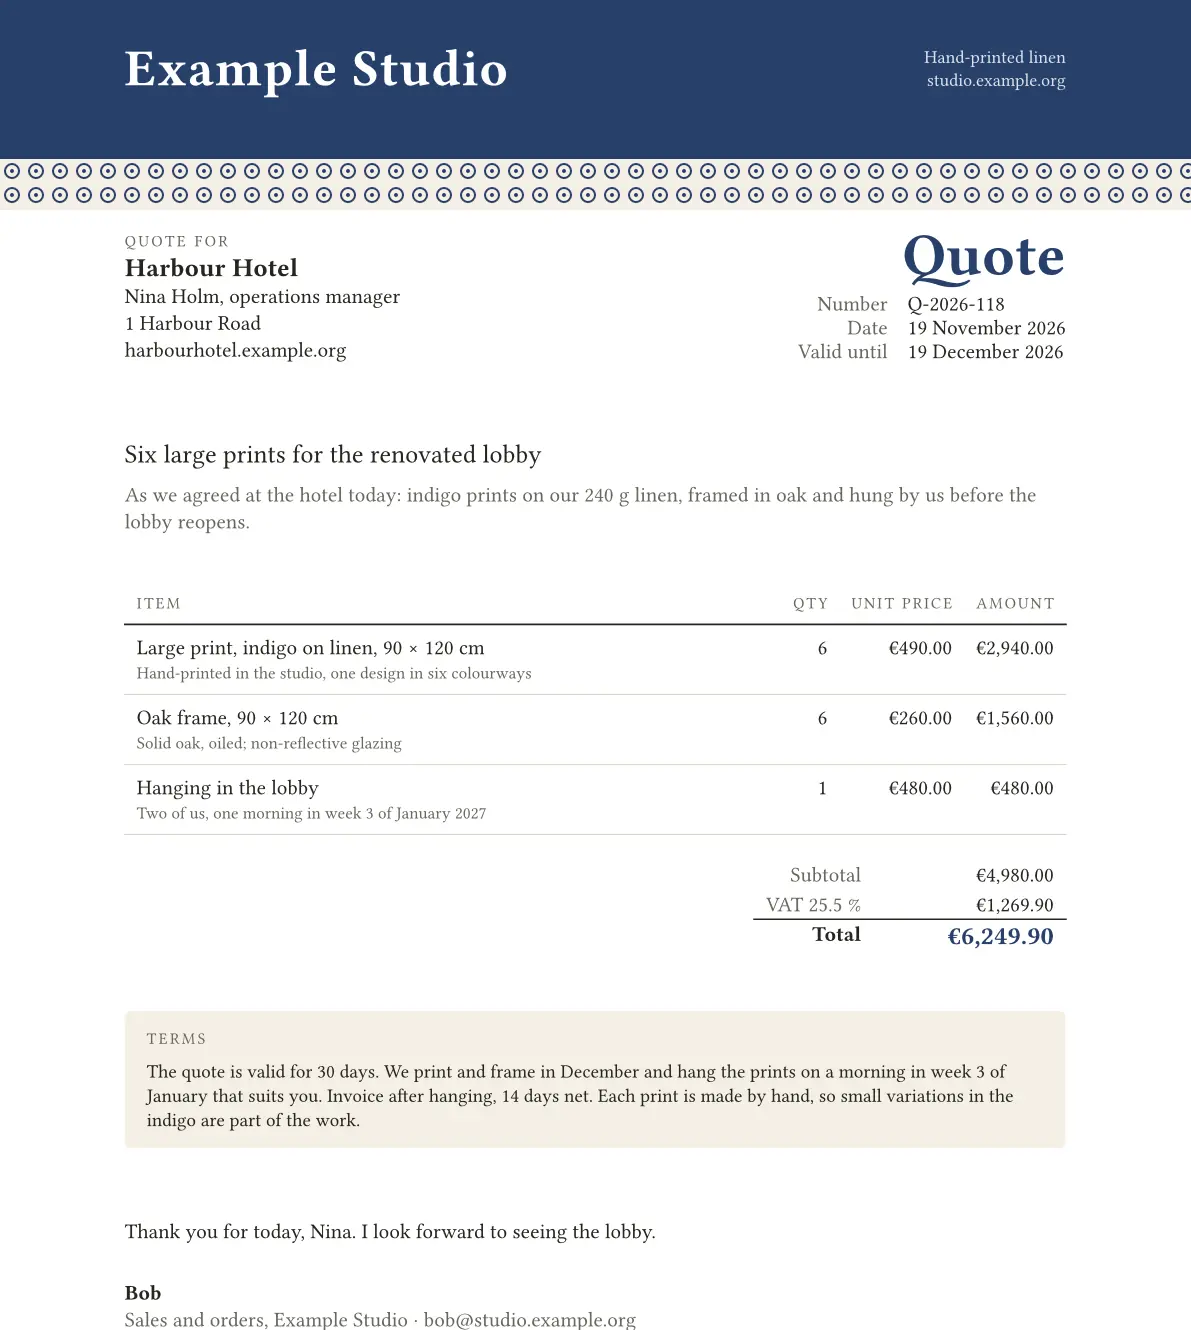 Example Studio
Hand-printed linen
studio.example.org
QUOTE FOR
Harbour Hotel
Nina Holm, operations manager
1 Harbour Road
harbourhotel.example.org
Quote
Number Q-2026-118
Date 19 November 2026
Valid until 19 December 2026
Six large prints for the renovated lobby
As we agreed at the hotel today: indigo prints on our 240 g linen, framed in oak and hung by us before the
lobby reopens.
ITEM QTY UNIT PRICE AMOUNT
Large print, indigo on linen, 90 × 120 cm 6 €490.00 €2,940.00
Hand-printed in the studio, one design in six colourways
Oak frame, 90 × 120 cm 6 €260.00 €1,560.00
Solid oak, oiled; non-reflective glazing
Hanging in the lobby 1 €480.00 €480.00
Two of us, one morning in week 3 of January 2027
Subtotal €4,980.00
VAT 25.5 % €1,269.90
Total €6,249.90
TERMS
The quote is valid for 30 days. We print and frame in December and hang the prints on a morning in week 3 of
January that suits you. Invoice after hanging, 14 days net. Each print is made by hand, so small variations in the
indigo are part of the work.
Thank you for today, Nina. I look forward to seeing the lobby.
Bob
Sales and orders, Example Studio · bob@studio.example.org